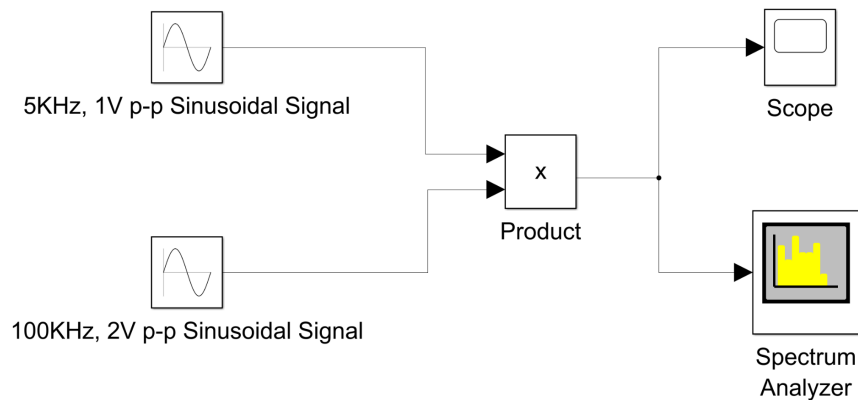 5KHz, 1V p-p Sinusoidal Signal
Scope
x
Product
100KHz, 2V p-p Sinusoidal Signal
Spectrum
Analyzer